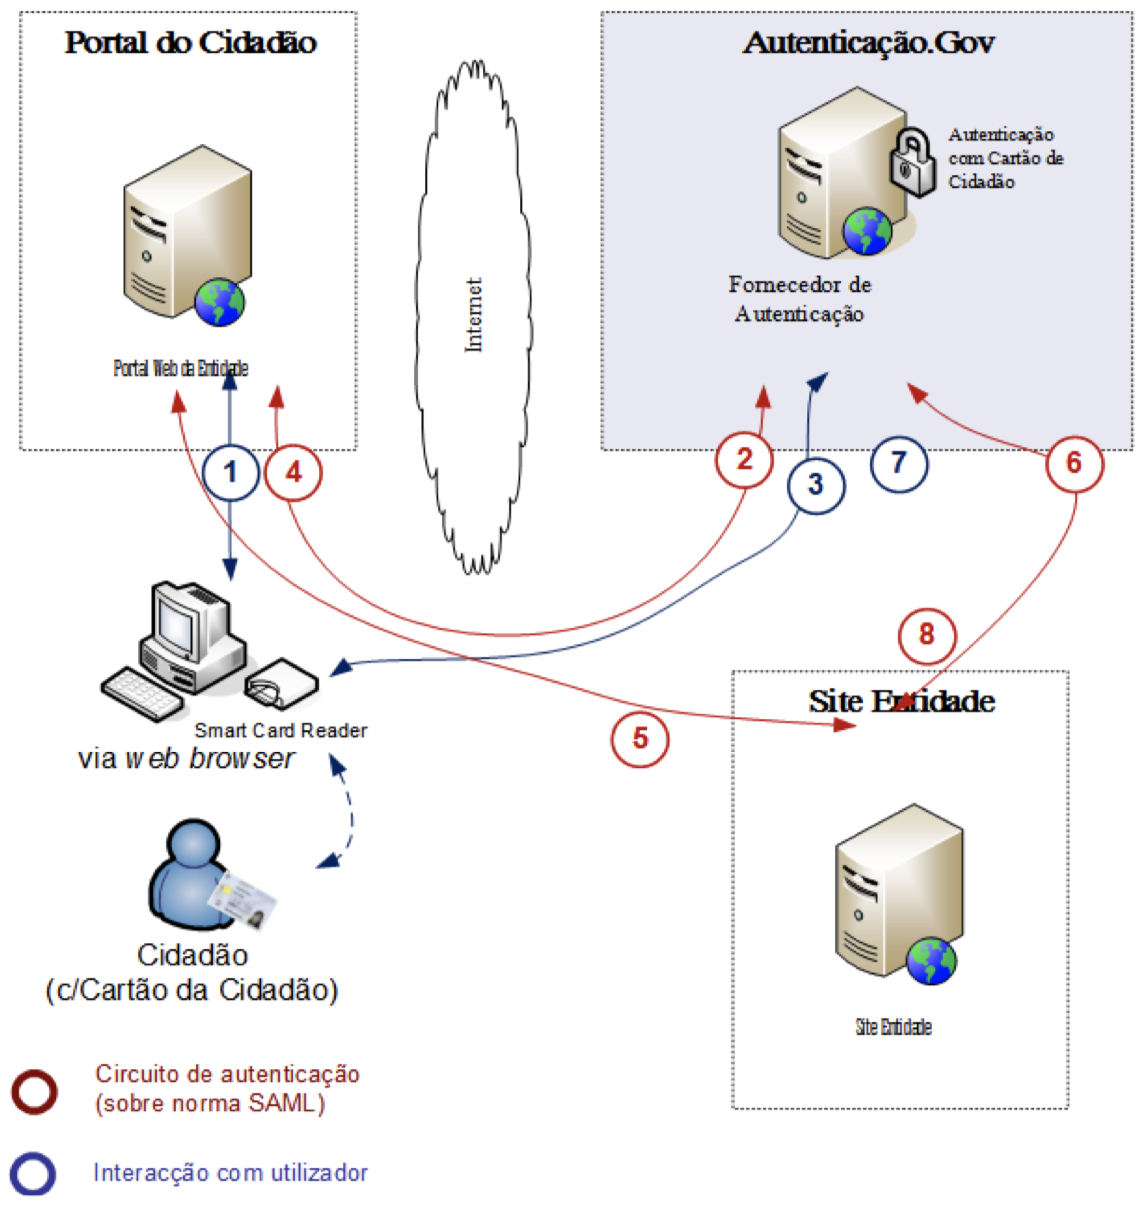 Portal do Cidadão
Portal Web da Entidade
Internet
Autenticação.Gov
Autenticação
com Cartão de
Cidadão
Fornecedor de
Autenticação
1
4
2
3
7
6
8
5
Smart Card Reader
via web browser
Cidadão
(c/Cartão da Cidadão)
Site Entidade
Site Entidade
Circuito de autenticação
(sobre norma SAML)
Interacção com utilizador